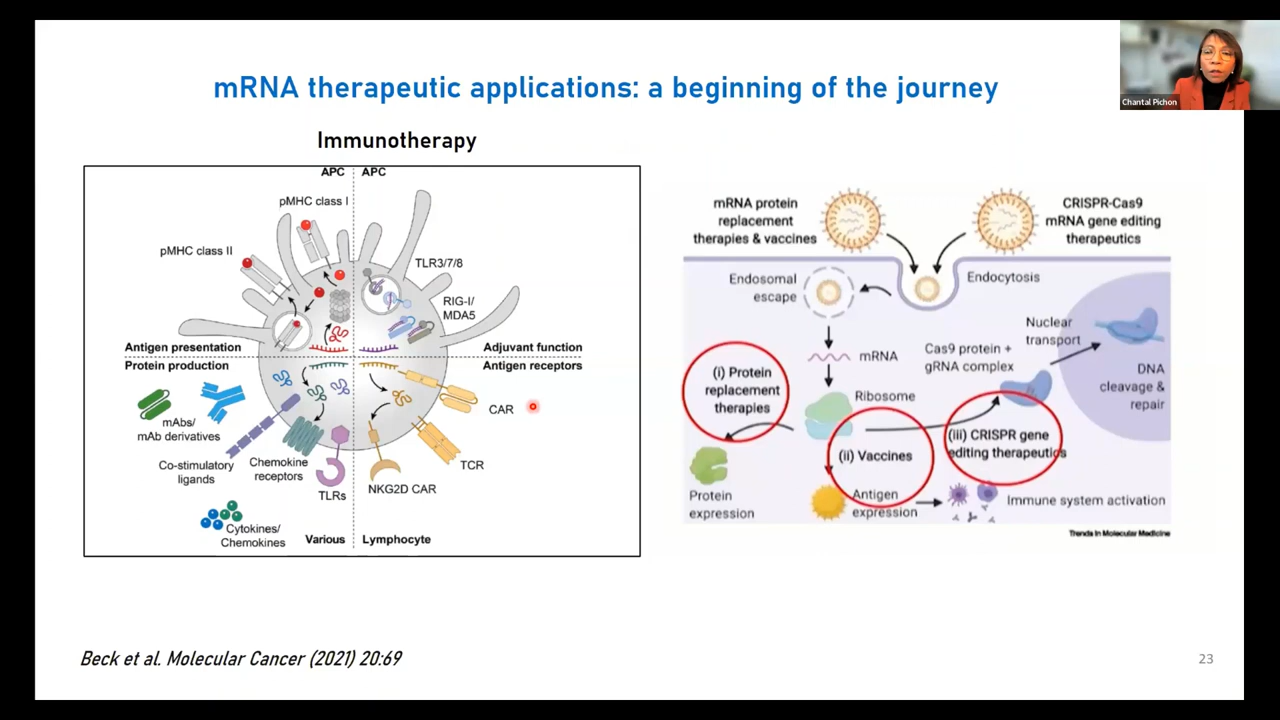 mRNA therapeutic applications: a beginning of the journey
Chantal Pichon
Immunotherapy
APC
APC
pMHC class I
pMHC class II
TLR3/7/8
RIG-I/
MDA5
Antigen presentation
Adjuvant function
Protein production
Antigen receptors
mAbs/
mAb derivatives
CAR
Co-stimulatory
ligands
Chemokine
receptors
TLRs
NKG2D CAR
TCR
Cytokines/
Chemokines
Various
Lymphocyte
mRNA protein
replacement
therapies & vaccines
CRISPR-Cas9
mRNA gene editing
therapeutics
Endosomal
escape
Endocytosis
Nuclear
transport
mRNA
Cas9 protein +
gRNA complex
DNA
cleavage &
repair
(i) Protein
replacement
therapies
Ribosome
(ii) Vaccines
(iii) CRISPR gene
editing therapeutics
Protein
expression
Antigen
expression
Immune system activation
Trends in Molecular Medicine
Beck et al. Molecular Cancer (2021) 20:69
23